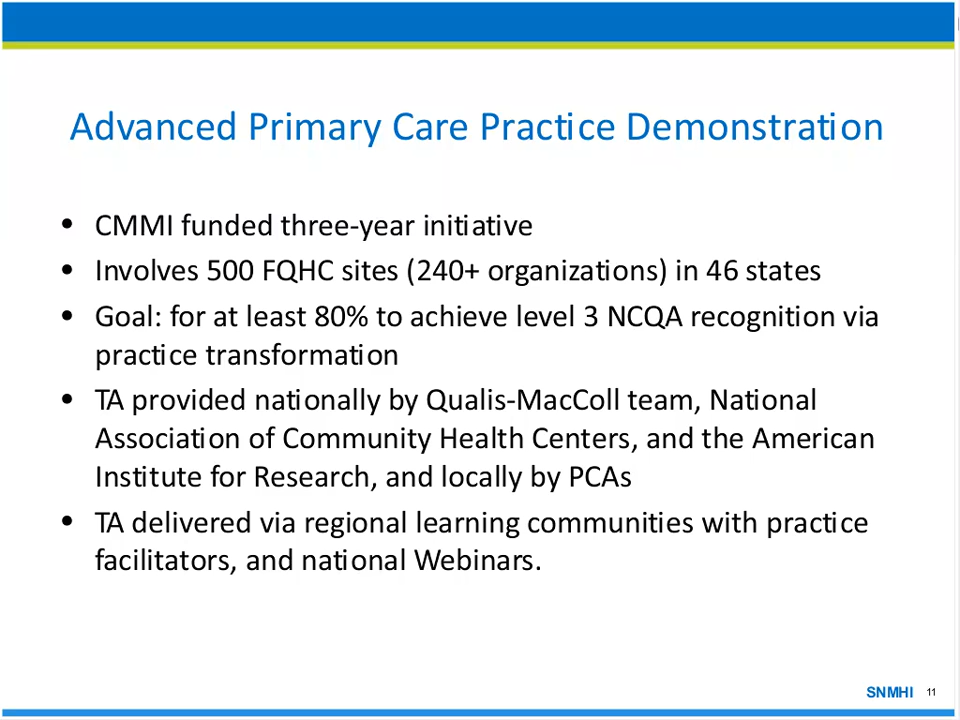 Advanced Primary Care Practice Demonstration
• CMMI funded three-year initiative
• Involves 500 FQHC sites (240+ organizations) in 46 states
• Goal: for at least 80% to achieve level 3 NCQA recognition via
practice transformation
• TA provided nationally by Qualis-MacColl team, National
Association of Community Health Centers, and the American
Institute for Research, and locally by PCAs
• TA delivered via regional learning communities with practice
facilitators, and national Webinars.
SNMHI 11